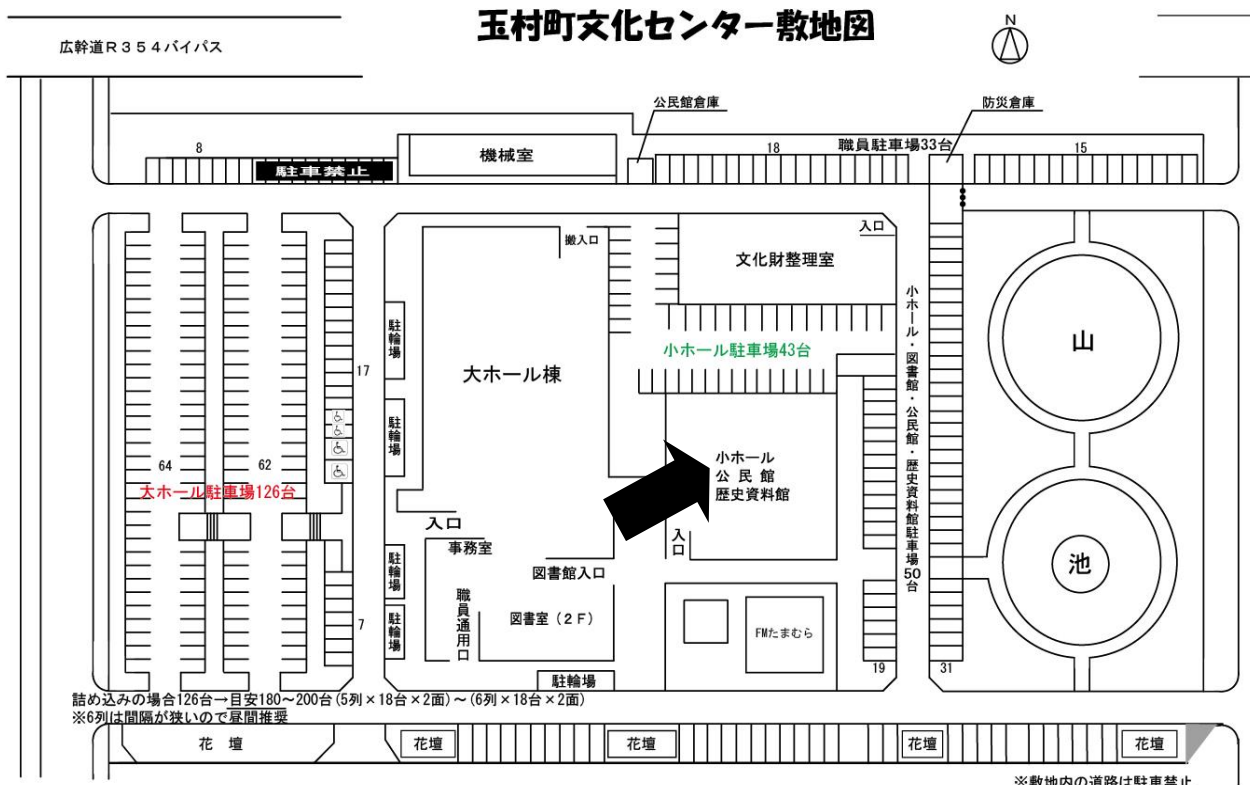 玉村町文化センター敷地図
広幹道R354バイパス
N
公民館倉庫
防災倉庫
8
駐車禁止
機械室
18
職員駐車場33台
15
搬入口
入口
文化財整理室
小ホール駐車場43台
駐輪場
17
大ホール棟
山
小ホール・図書館・公民館・歴史資料館駐車場50台
駐輪場
64
62
大ホール駐車場126台
小ホール
公民館
歴史資料館
入口
入口
事務室
図書館入口
駐輪場
職員通用口
図書室(2F)
池
駐輪場
7
FMたまむら
19
31
駐輪場
詰め込みの場合126台→目安180~200台(5列×18台×2面)~(6列×18台×2面)
※6列は間隔が狭いので昼間推奨
花壇
花壇
花壇
花壇
花壇
※敷地内の道路は駐車禁止